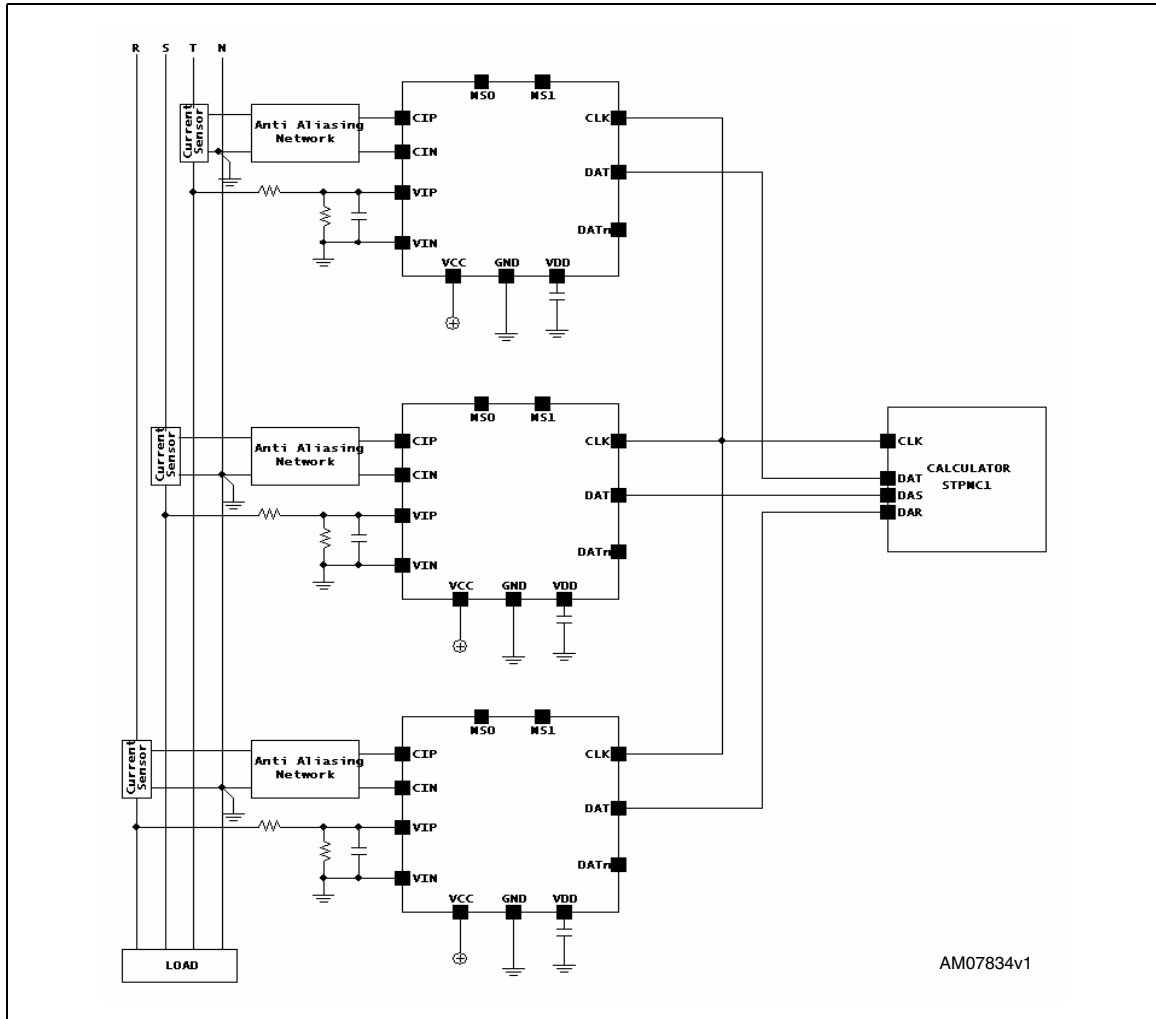 R S T N
MS0 MS1
Current Sensor
Anti Aliasing
Network
CIP
CIN
VIP
VIN
CLK
DAT
DATn
VCC GND VDD
MS0 MS1
Current Sensor
Anti Aliasing
Network
CIP
CIN
VIP
VIN
CLK
DAT
DATn
VCC GND VDD
CLK
DAT
DAS
DAR
CALCULATOR
STPMC1
MS0 MS1
Current Sensor
Anti Aliasing
Network
CIP
CIN
VIP
VIN
CLK
DAT
DATn
VCC GND VDD
LOAD
AM07834v1